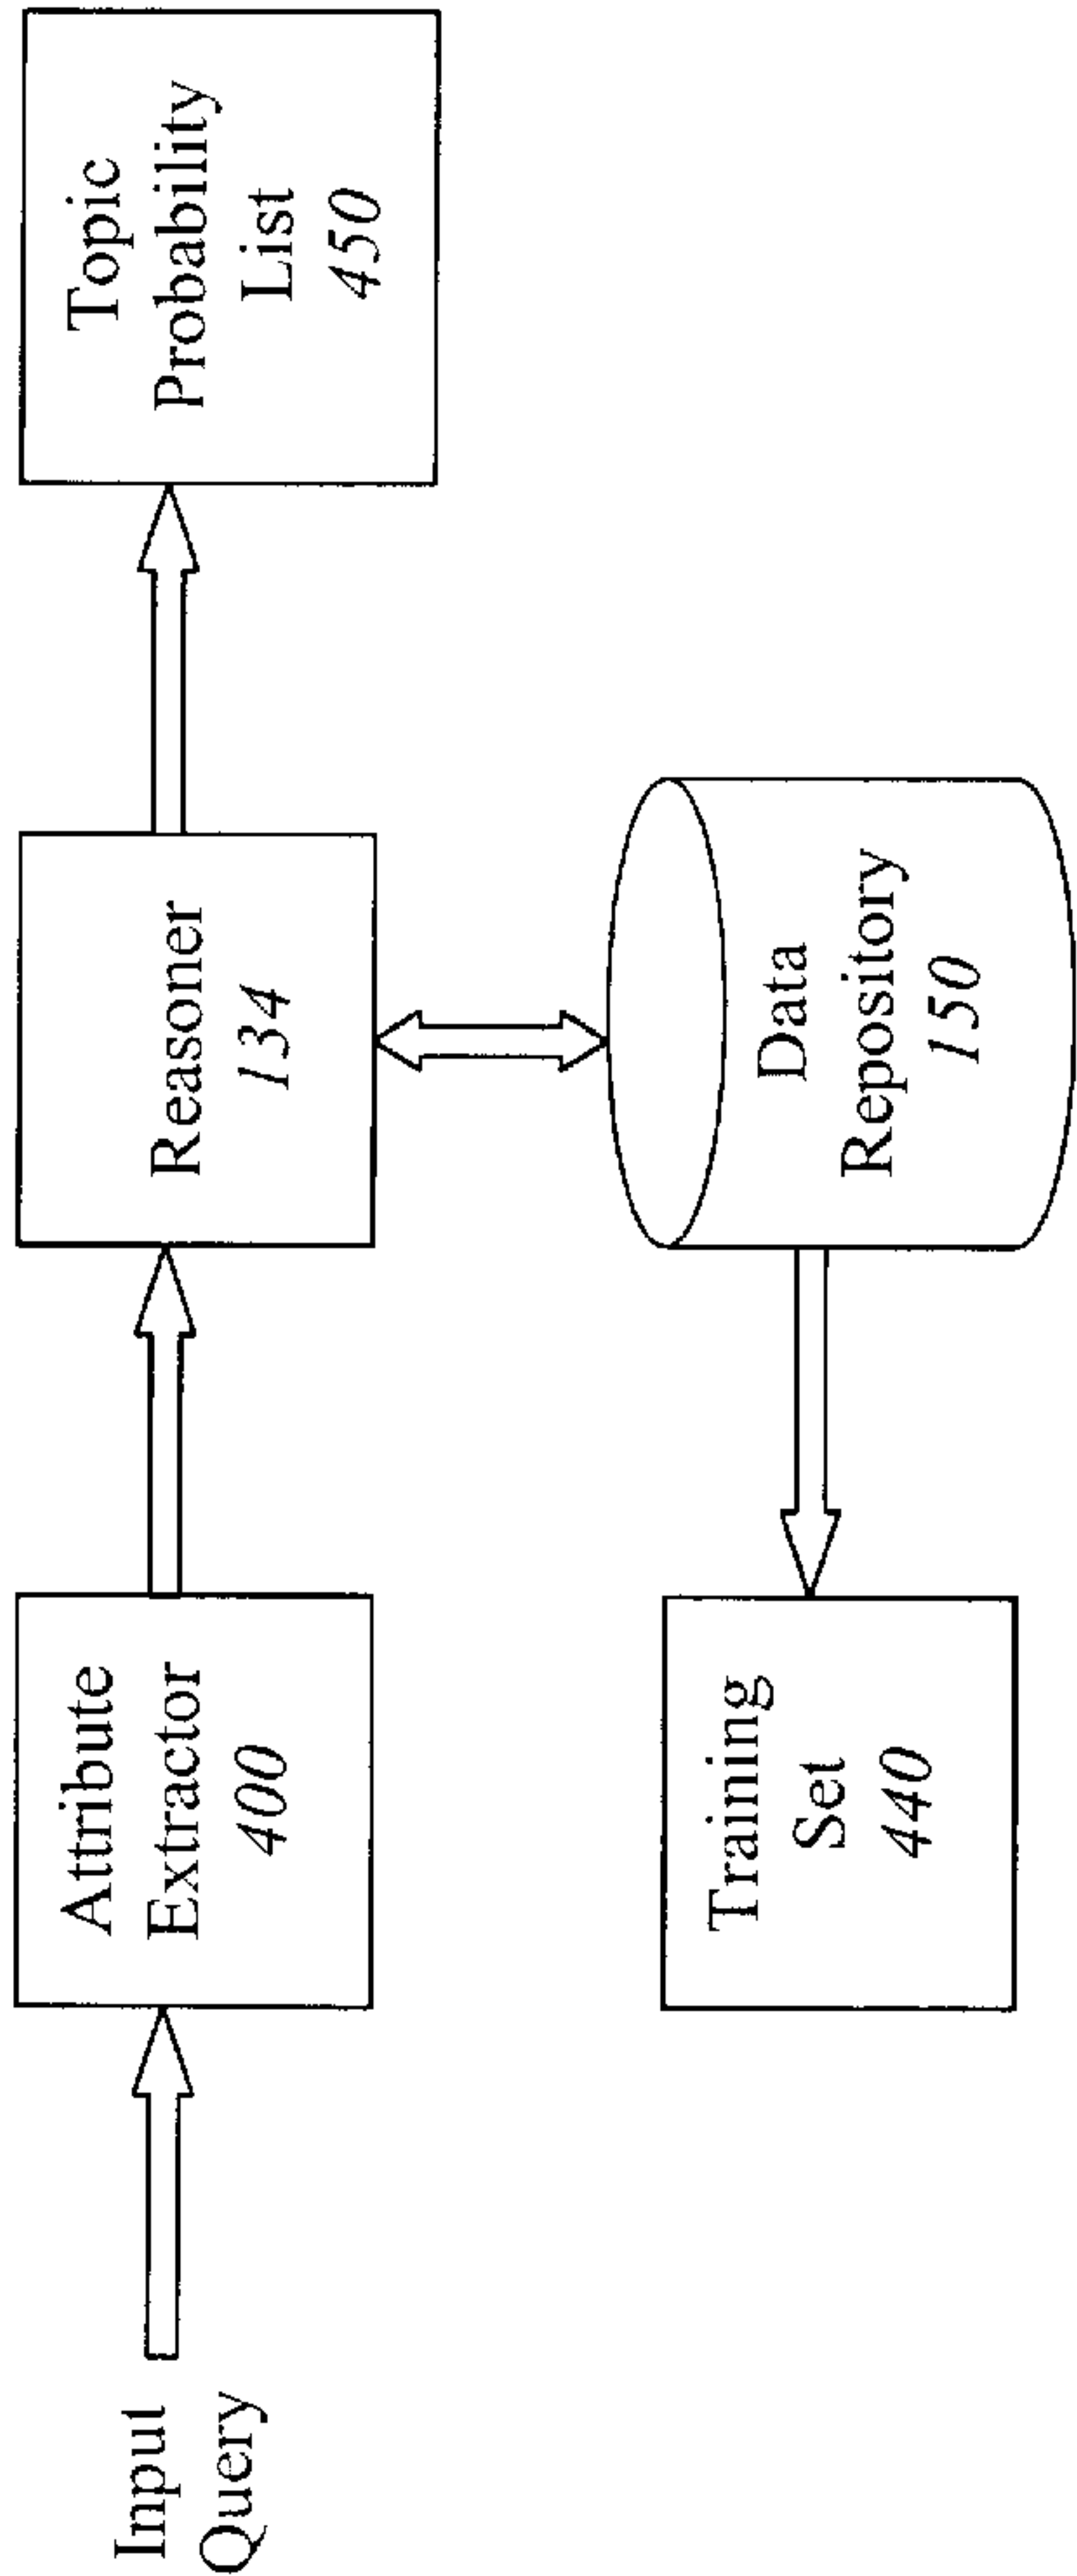 Input
Query
Attribute
Extractor
400
Reasoner
134
Topic
Probability
List
450
Training
Set
440
Data
Repository
150